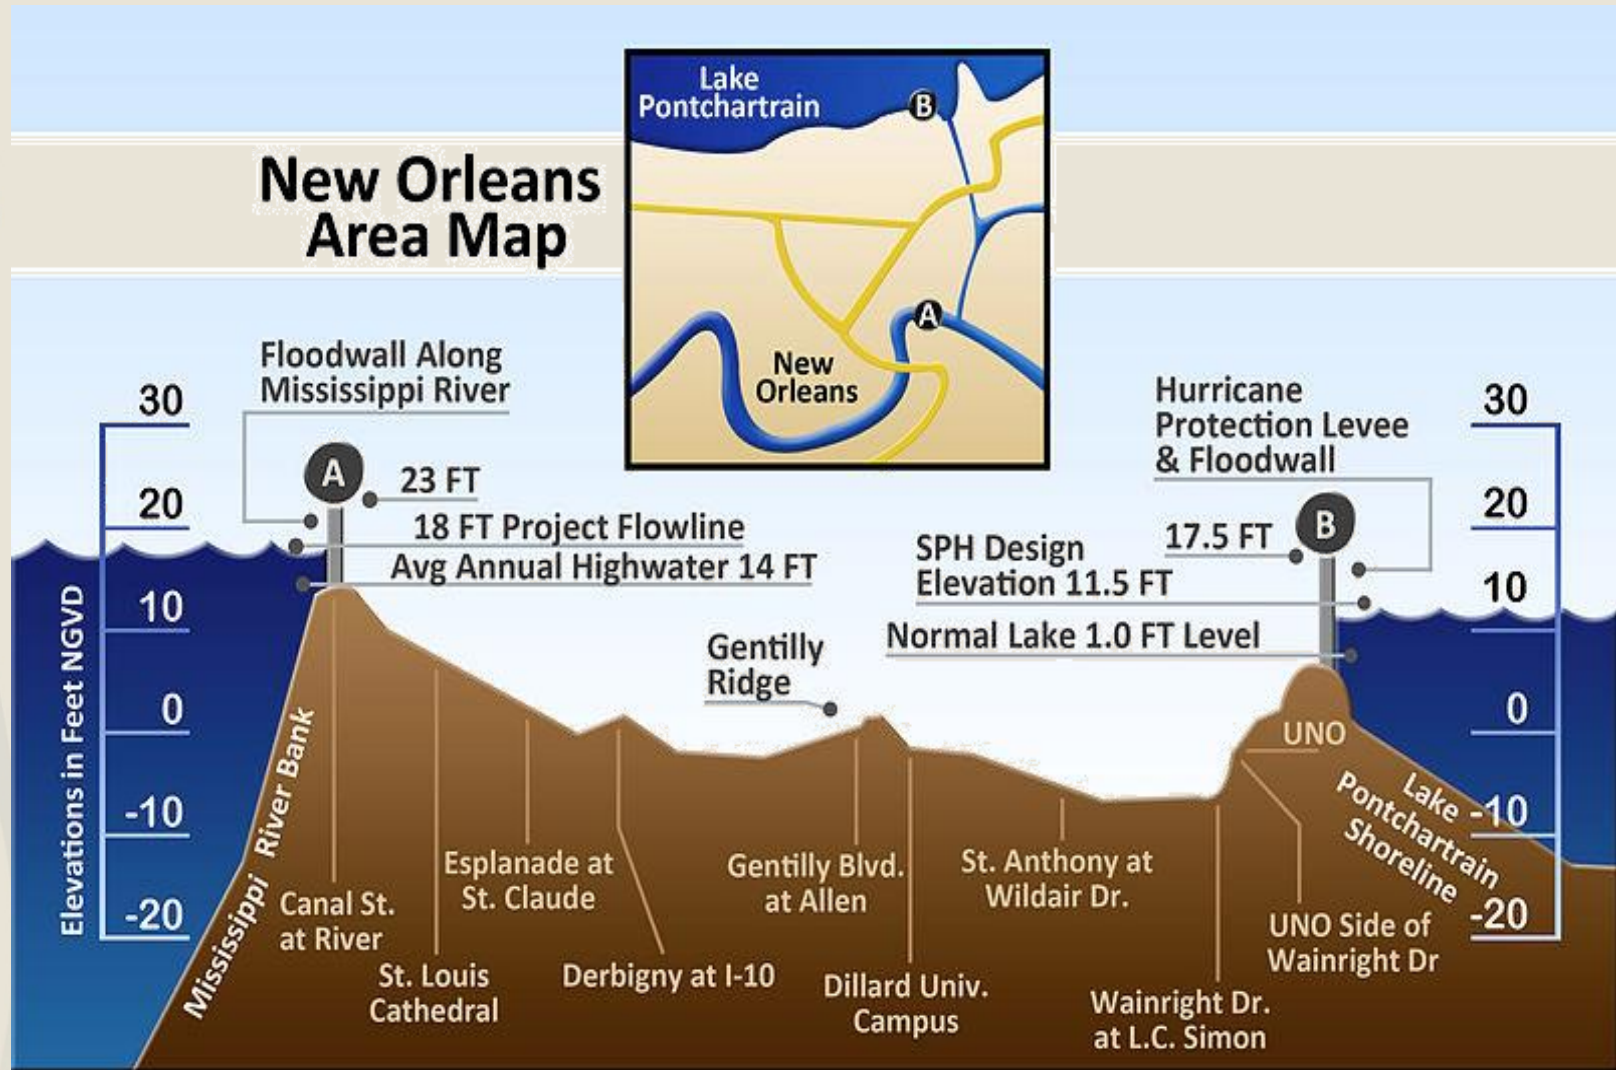 Lake
Pontchartrain
B
A
New
Orleans
New Orleans
Area Map
Floodwall Along
Mississippi River
A
23 FT
18 FT Project Flowline
Avg Annual Highwater 14 FT
Hurricane
Protection Levee
& Floodwall
B
17.5 FT
SPH Design
Elevation 11.5 FT
Normal Lake 1.0 FT Level
Gentilly
Ridge
Elevations in Feet NGVD
30
20
10
0
-10
-20
30
20
10
0
-10
-20
Mississippi River Bank
Canal St.
at River
St. Louis
Cathedral
Esplanade at
St. Claude
Derbigny at I-10
Gentilly Blvd.
at Allen
Dillard Univ.
Campus
St. Anthony at
Wildair Dr.
Wainright Dr.
at L.C. Simon
UNO
UNO Side of
Wainright Dr
Lake
Pontchartrain
Shoreline